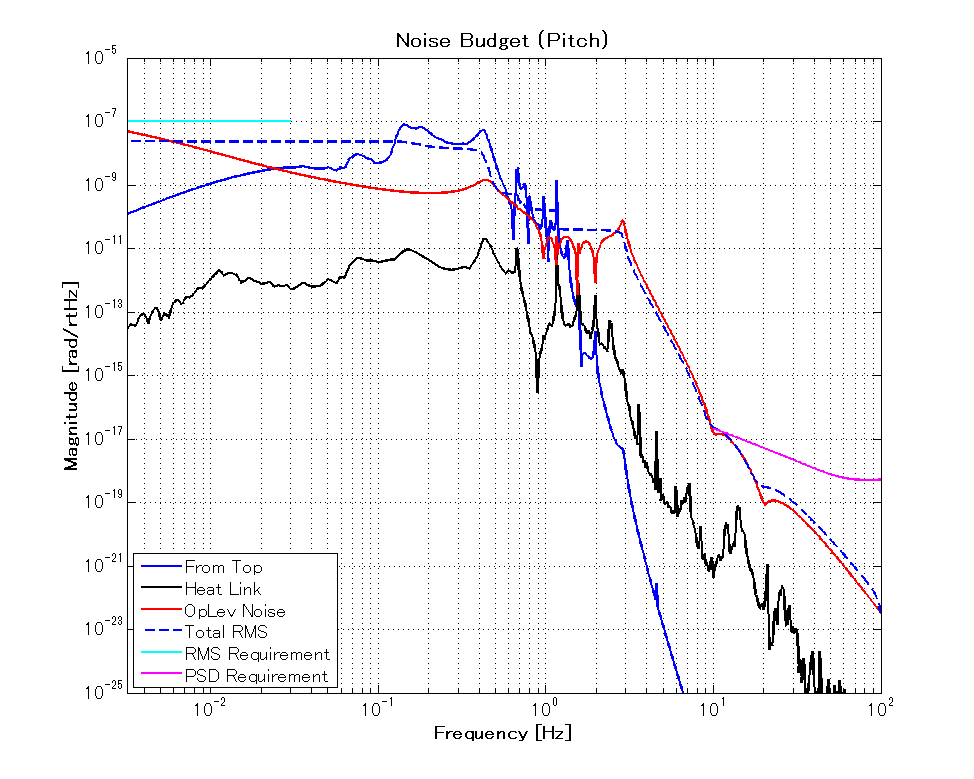 Noise Budget (Pitch)
Magnitude [rad/rtHz]
10^-5
10^-7
10^-9
10^-11
10^-13
10^-15
10^-17
10^-19
10^-21
10^-23
10^-25
From Top
Heat Link
OpLev Noise
Total RMS
RMS Requirement
PSD Requirement
10^-2 10^-1 10^0 10^1 10^2
Frequency [Hz]